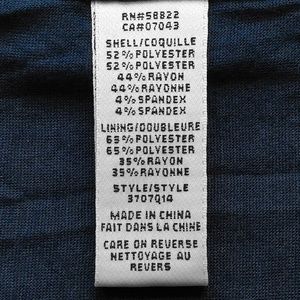 RN#58822
CA#07043
SHELL/COQUILLE
52% POLYESTER
52% POLYESTER
44% RAYON
44% RAYONNE
4% SPANDEX
4% SPANDEX
LINING/DOUBLEURE
65% POLYESTER
65% POLYESTER
35% RAYON
35% RAYONNE
STYLE/STYLE
3707Q14
MADE IN CHINA
FAIT DANS LA CHINE
CARE ON REVERSE
NETTOYAGE AU
REVERS